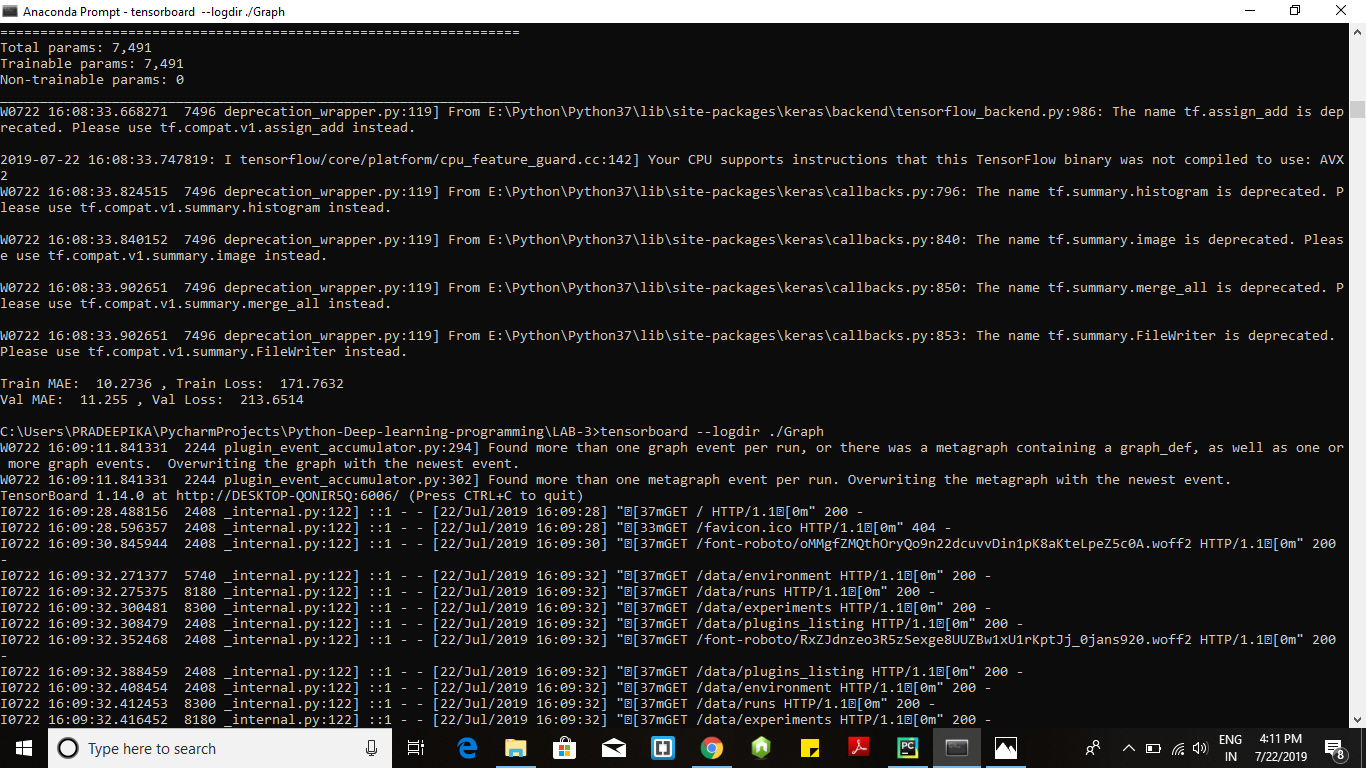 Anaconda Prompt - tensorboard  --logdir ./Graph
=================================================================
Total params: 7,491
Trainable params: 7,491
Non-trainable params: 0
_________________________________________________________________
W0722 16:08:33.668271  7496 deprecation_wrapper.py:119] From E:\Python\Python37\lib\site-packages\keras\backend\tensorflow_backend.py:986: The name tf.assign_add is dep
recated. Please use tf.compat.v1.assign_add instead.
2019-07-22 16:08:33.747819: I tensorflow/core/platform/cpu_feature_guard.cc:142] Your CPU supports instructions that this TensorFlow binary was not compiled to use: AVX
2
W0722 16:08:33.824515  7496 deprecation_wrapper.py:119] From E:\Python\Python37\lib\site-packages\keras\callbacks.py:796: The name tf.summary.histogram is deprecated. P
lease use tf.compat.v1.summary.histogram instead.
W0722 16:08:33.840152  7496 deprecation_wrapper.py:119] From E:\Python\Python37\lib\site-packages\keras\callbacks.py:840: The name tf.summary.image is deprecated. Pleas
e use tf.compat.v1.summary.image instead.
W0722 16:08:33.902651  7496 deprecation_wrapper.py:119] From E:\Python\Python37\lib\site-packages\keras\callbacks.py:850: The name tf.summary.merge_all is deprecated. P
lease use tf.compat.v1.summary.merge_all instead.
W0722 16:08:33.902651  7496 deprecation_wrapper.py:119] From E:\Python\Python37\lib\site-packages\keras\callbacks.py:853: The name tf.summary.FileWriter is deprecated.
Please use tf.compat.v1.summary.FileWriter instead.
Train MAE:  10.2736 , Train Loss:  171.7632
Val MAE:  11.255 , Val Loss:  213.6514
C:\Users\PRADEEPIKA\PycharmProjects\Python-Deep-learning-programming\LAB-3>tensorboard --logdir ./Graph
W0722 16:09:11.841331  2244 plugin_event_accumulator.py:294] Found more than one graph event per run, or there was a metagraph containing a graph_def, as well as one or
more graph events.  Overwriting the graph with the newest event.
W0722 16:09:11.841331  2244 plugin_event_accumulator.py:302] Found more than one metagraph event per run. Overwriting the metagraph with the newest event.
TensorBoard 1.14.0 at http://DESKTOP-QONIR5Q:6006/ (Press CTRL+C to quit)
I0722 16:09:28.488156  2408 _internal.py:122] ::1 - - [22/Jul/2019 16:09:28] "[37mGET / HTTP/1.1[0m" 200 -
I0722 16:09:28.596357  2408 _internal.py:122] ::1 - - [22/Jul/2019 16:09:28] "[33mGET /favicon.ico HTTP/1.1[0m" 404 -
I0722 16:09:30.845944  2408 _internal.py:122] ::1 - - [22/Jul/2019 16:09:30] "[37mGET /font-roboto/oMMgfZMQthOryQo9n22dcuvvDin1pK8aKteLpeZ5c0A.woff2 HTTP/1.1[0m" 200
-
I0722 16:09:32.271377  5740 _internal.py:122] ::1 - - [22/Jul/2019 16:09:32] "[37mGET /data/environment HTTP/1.1[0m" 200 -
I0722 16:09:32.275375  8180 _internal.py:122] ::1 - - [22/Jul/2019 16:09:32] "[37mGET /data/runs HTTP/1.1[0m" 200 -
I0722 16:09:32.300481  8300 _internal.py:122] ::1 - - [22/Jul/2019 16:09:32] "[37mGET /data/experiments HTTP/1.1[0m" 200 -
I0722 16:09:32.308479  2408 _internal.py:122] ::1 - - [22/Jul/2019 16:09:32] "[37mGET /data/plugins_listing HTTP/1.1[0m" 200 -
I0722 16:09:32.352468  2408 _internal.py:122] ::1 - - [22/Jul/2019 16:09:32] "[37mGET /font-roboto/RxZJdnzeo3R5zSexge8UUZBw1xU1rKptJj_0jans920.woff2 HTTP/1.1[0m" 200
-
I0722 16:09:32.388459  2408 _internal.py:122] ::1 - - [22/Jul/2019 16:09:32] "[37mGET /data/plugins_listing HTTP/1.1[0m" 200 -
I0722 16:09:32.408454  2408 _internal.py:122] ::1 - - [22/Jul/2019 16:09:32] "[37mGET /data/environment HTTP/1.1[0m" 200 -
I0722 16:09:32.412453  8300 _internal.py:122] ::1 - - [22/Jul/2019 16:09:32] "[37mGET /data/runs HTTP/1.1[0m" 200 -
I0722 16:09:32.416452  8180 _internal.py:122] ::1 - - [22/Jul/2019 16:09:32] "[37mGET /data/experiments HTTP/1.1[0m" 200 -
Type here to search
PC
ENG
IN
4:11 PM
7/22/2019
8